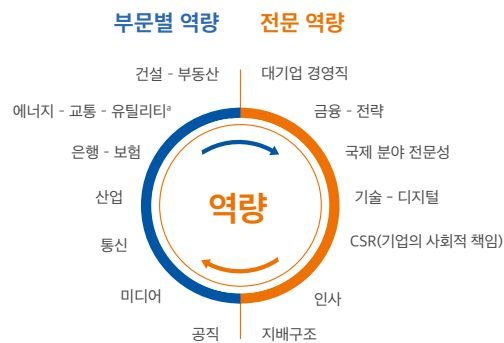 부문별 역량
전문 역량
건설 - 부동산
대기업 경영직
에너지 - 교통 - 유틸리티ᵃ
금융 - 전략
은행 - 보험
국제 분야 전문성
산업
역량
기술 - 디지털
통신
CSR(기업의 사회적 책임)
미디어
인사
공직
지배구조